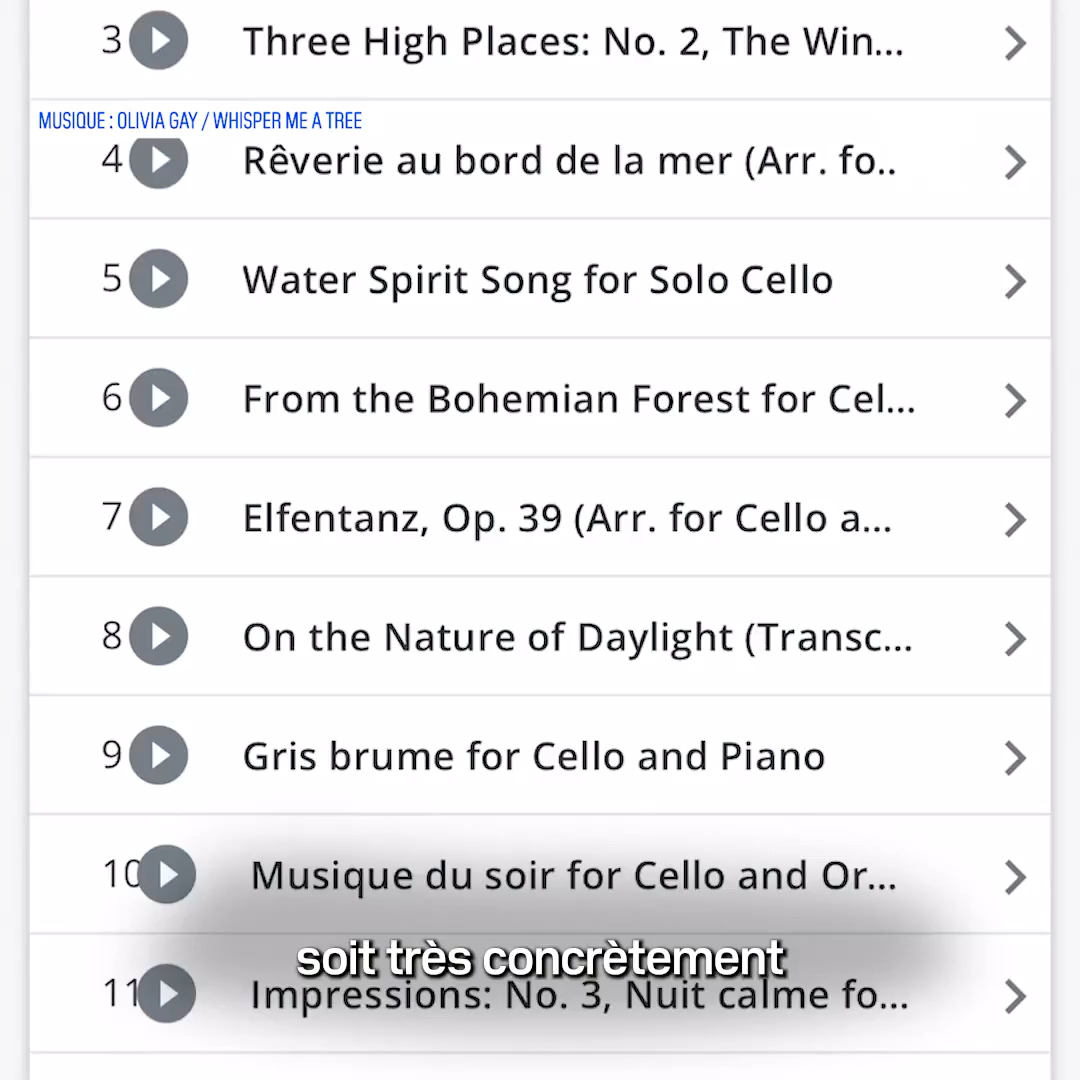 3 Three High Places: No. 2, The Win...
MUSIQUE : OLIVIA GAY / WHISPER ME A TREE
4 Rêverie au bord de la mer (Arr. fo..
5 Water Spirit Song for Solo Cello
6 From the Bohemian Forest for Cel...
7 Elfentanz, Op. 39 (Arr. for Cello a...
8 On the Nature of Daylight (Transc...
9 Gris brume for Cello and Piano
10 Musique du soir for Cello and Or...
soit très concrètement
11 Impressions: No. 3, Nuit calme fo...